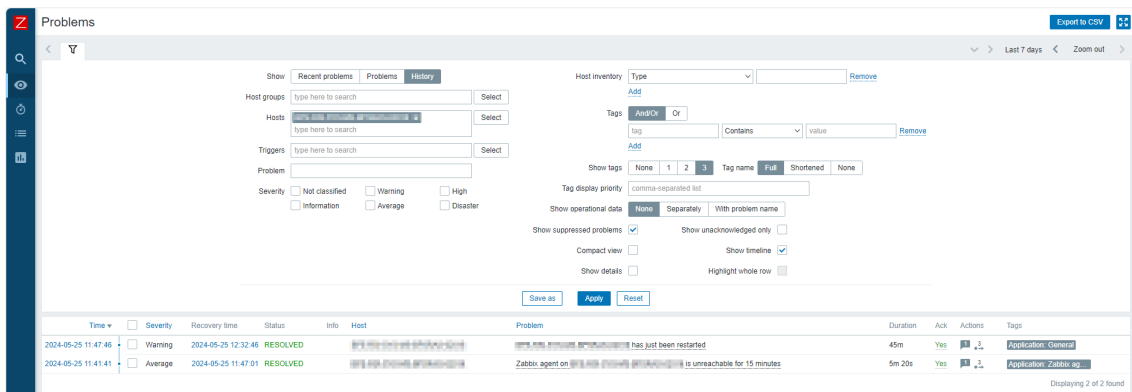 Z
Problems
Export to CSV
Last 7 days
Zoom out
Show
Recent problems
Problems
History
Host inventory
Type
Remove
Add
Host groups
type here to search
Select
Hosts
type here to search
Select
Tags
And/Or
Or
tag
Contains
value
Remove
Add
Triggers
type here to search
Select
Problem
Show tags
None
1
2
3
Tag name
Full
Shortened
None
Severity
Not classified
Warning
High
Information
Average
Disaster
Tag display priority
comma-separated list
Show operational data
None
Separately
With problem name
Show suppressed problems
Show unacknowledged only
Compact view
Show timeline
Show details
Highlight whole row
Save as
Apply
Reset
Time Severity Recovery time Status Info Host Problem Duration Ack Actions Tags
2024-05-25 11:47:46 Warning 2024-05-25 12:32:46 RESOLVED has just been restarted 45m Yes 1 3 Application: General
2024-05-25 11:41:41 Average 2024-05-25 11:47:01 RESOLVED Zabbix agent on is unreachable for 15 minutes 5m 20s Yes 1 3 Application: Zabbix ag...
Displaying 2 of 2 found